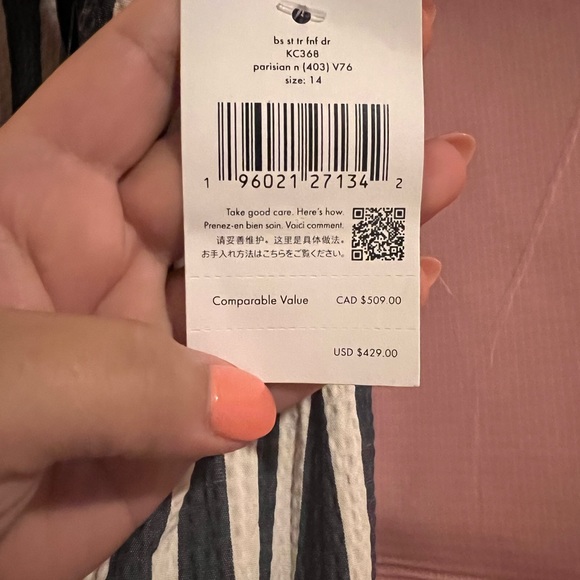 bs st tr fnf dr
KC368
parisian n (403) V76
size: 14
1 96021 27134 2
Take good care. Here's how.
Prenez-en bien soin. Voici comment.
请妥善维护。这里是具体做法。
お手入れ方法はこちらをご覧ください。
Comparable Value CAD $509.00
USD $429.00